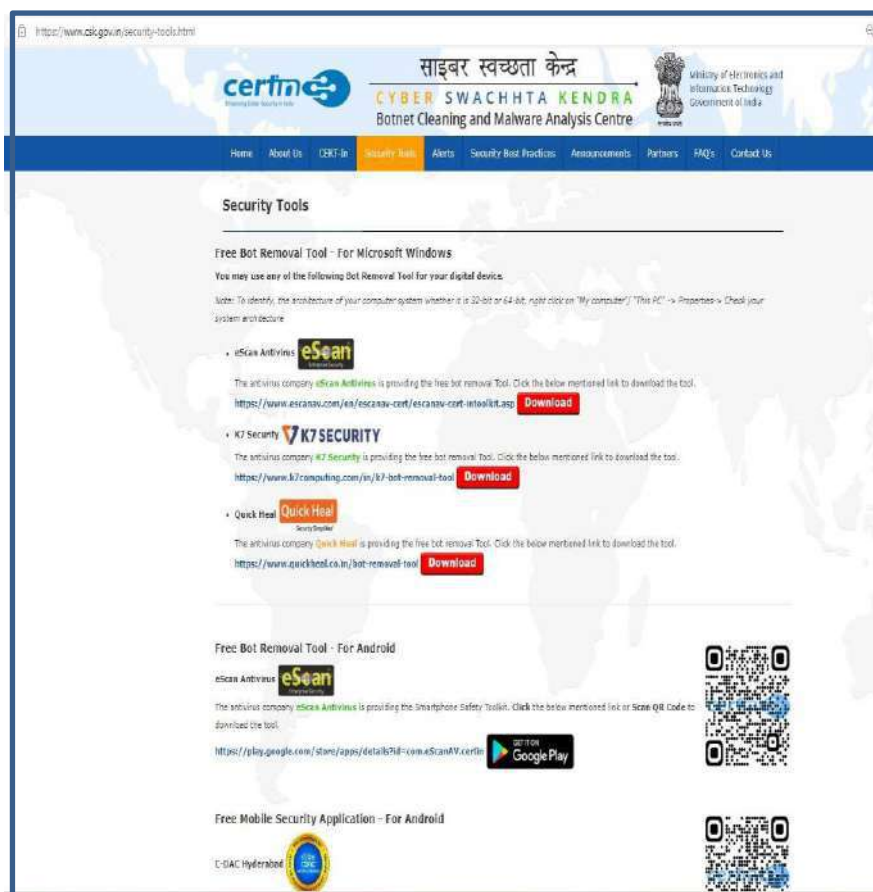 https://www.csk.gov.in/security-tools.html
certin
साइबर स्वच्छता केन्द्र
CYBER SWACHHTA KENDRA
Botnet Cleaning and Malware Analysis Centre
Ministry of Electronics and
Information Technology
Government of India
Home About Us CERT-In Security Tools Alerts Security Best Practices Announcements Partners FAQ's Contact Us
Security Tools
Free Bot Removal Tool - For Microsoft Windows
You may use any of the following Bot Removal Tool for your digital device.
Note: To identify, the architecture of your computer system whether it is 32-bit or 64-bit, right click on "My computer"/ "This PC" -> Properties-> Check your
system architecture
• eScan Antivirus eScan
Enterprise Security
The antivirus company eScan Antivirus is providing the free bot removal Tool. Click the below mentioned link to download the tool.
https://www.escanav.com/en/escanav-cert/escanav-cert-intoolkit.asp Download
• K7 Security K7 SECURITY
The antivirus company K7 Security is providing the free bot removal Tool. Click the below mentioned link to download the tool.
https://www.k7computing.com/in/k7-bot-removal-tool Download
• Quick Heal Quick Heal
Security Simplified
The antivirus company Quick Heal is providing the free bot removal Tool. Click the below mentioned link to download the tool.
https://www.quickheal.co.in/bot-removal-tool Download
Free Bot Removal Tool - For Android
eScan Antivirus eScan
Enterprise Security
The antivirus company eScan Antivirus is providing the Smartphone Safety Toolkit. Click the below mentioned link or Scan QR Code to
download the tool
https://play.google.com/store/apps/details?id=com.eScanAV.certin GET IT ON Google Play
Free Mobile Security Application - For Android
C-DAC Hyderabad